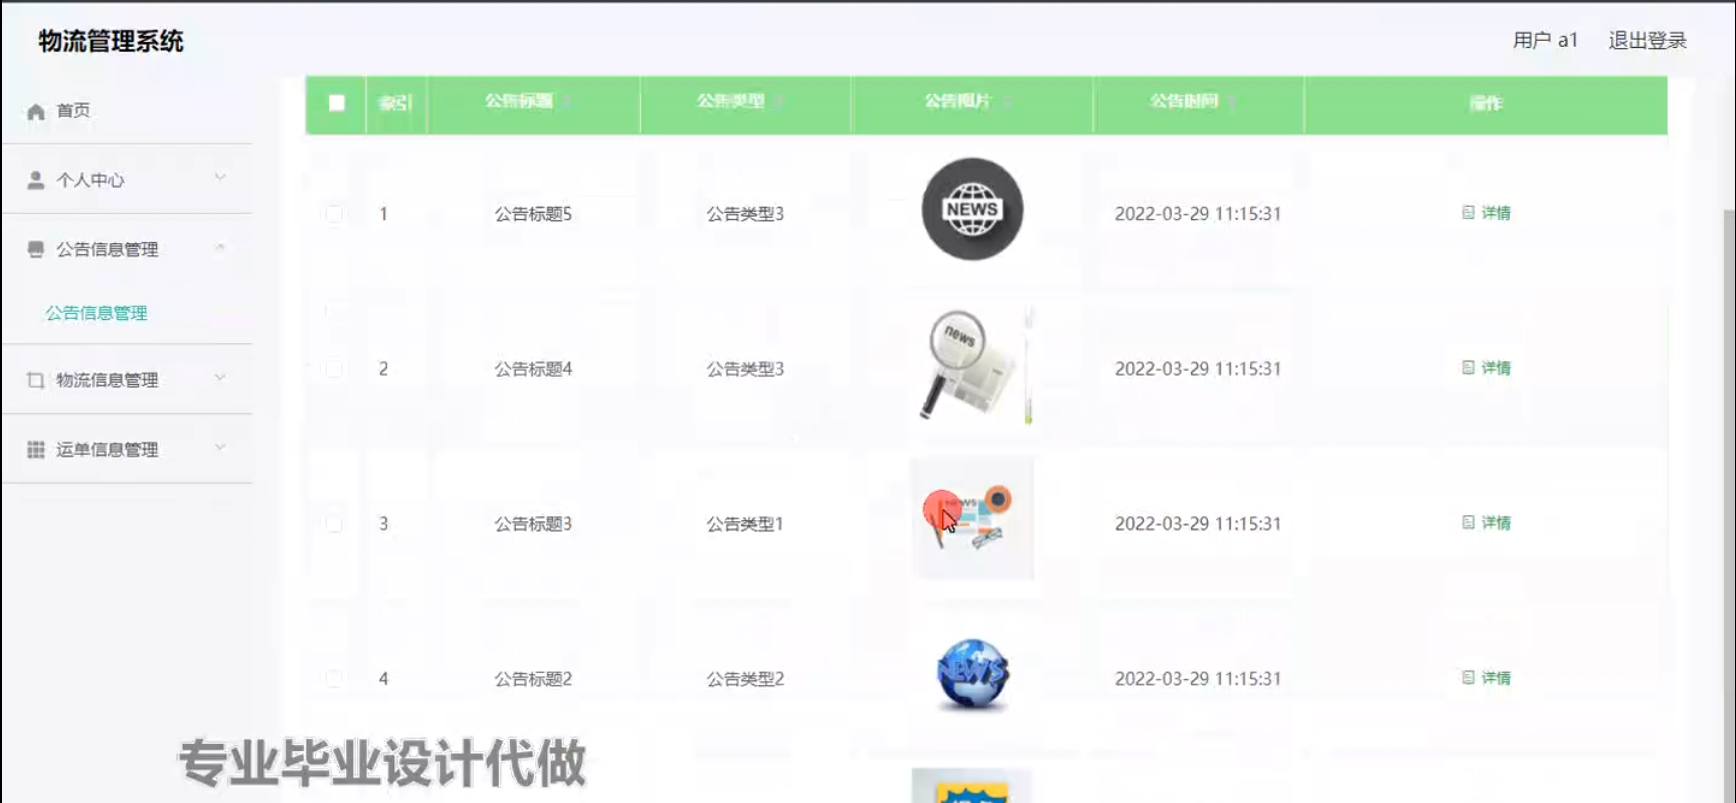 物流管理系统
用户 a1
退出登录
首页
个人中心
公告信息管理
公告信息管理
物流信息管理
运单信息管理
索引 公告标题 公告类型 公告图片 公告时间 操作
NEWS
1 公告标题5 公告类型3 2022-03-29 11:15:31 详情
news
2 公告标题4 公告类型3 2022-03-29 11:15:31 详情
3 公告标题3 公告类型1 2022-03-29 11:15:31 详情
NEWS
4 公告标题2 公告类型2 2022-03-29 11:15:31 详情
专业毕业设计代做